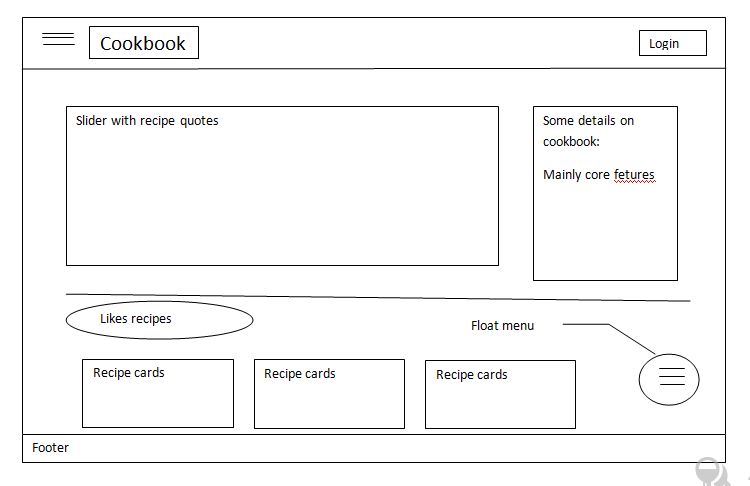 Cookbook
Login
Slider with recipe quotes
Some details on
cookbook:
Mainly core fetures
Likes recipes
Float menu
Recipe cards
Recipe cards
Recipe cards
Footer